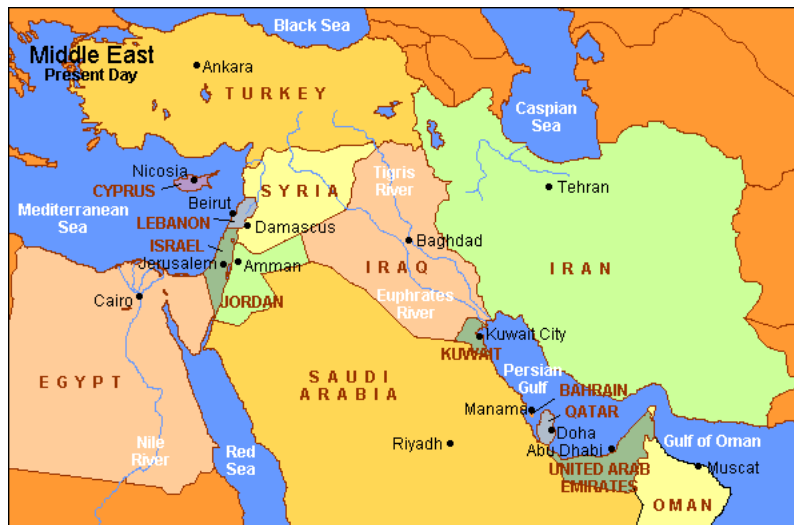 Black Sea
Middle East
Present Day
Ankara
TURKEY
Caspian
Sea
Nicosia
CYPRUS
Mediterranean
Sea
Beirut
LEBANON
SYRIA
Damascus
Tigris
River
Tehran
ISRAEL
Jerusalem
Amman
Baghdad
IRAQ
IRAN
Cairo
JORDAN
Euphrates
River
Kuwait City
KUWAIT
EGYPT
SAUDI
ARABIA
Persian
Gulf
BAHRAIN
Manama
QATAR
Doha
Nile
River
Red
Sea
Riyadh
Abu Dhabi
Gulf of Oman
UNITED ARAB
EMIRATES
Muscat
OMAN